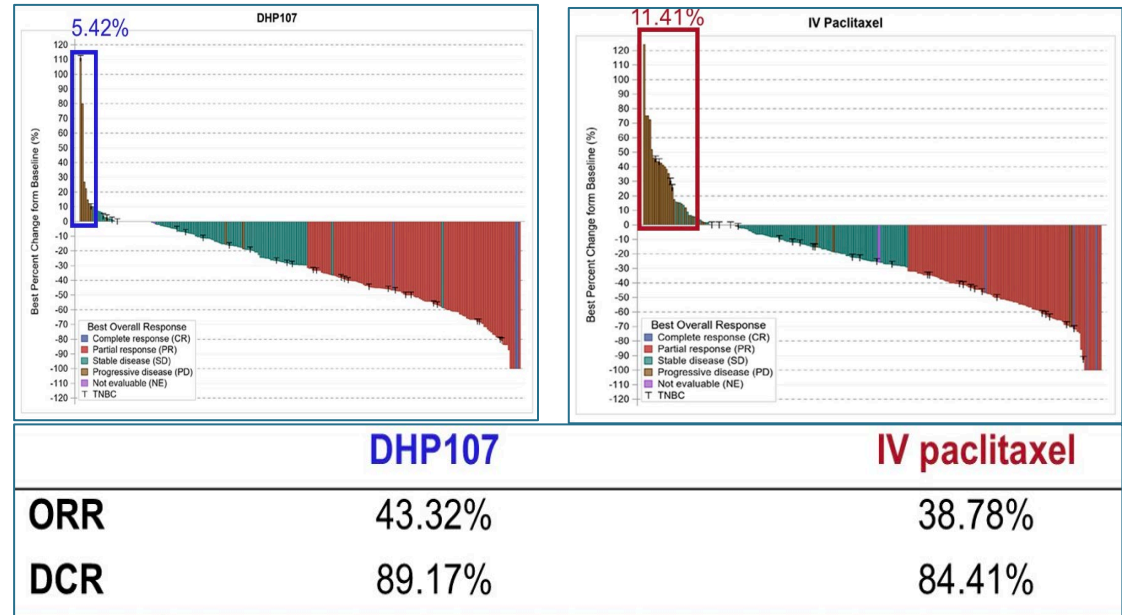 5.42%
DHP107
120
110
100
90
80
70
60
50
40
30
20
10
0
-10
-20
-30
-40
-50
-60
-70
-80
-90
-100
-110
-120
Best Percent Change form Baseline (%)
Best Overall Response
Complete response (CR)
Partial response (PR)
Stable disease (SD)
Progressive disease (PD)
Not evaluable (NE)
T TNBC
11.41%
IV Paclitaxel
120
110
100
90
80
70
60
50
40
30
20
10
0
-10
-20
-30
-40
-50
-60
-70
-80
-90
-100
-110
-120
Best Percent Change form Baseline (%)
Best Overall Response
Complete response (CR)
Partial response (PR)
Stable disease (SD)
Progressive disease (PD)
Not evaluable (NE)
T TNBC
DHP107 IV paclitaxel
ORR 43.32% 38.78%
DCR 89.17% 84.41%